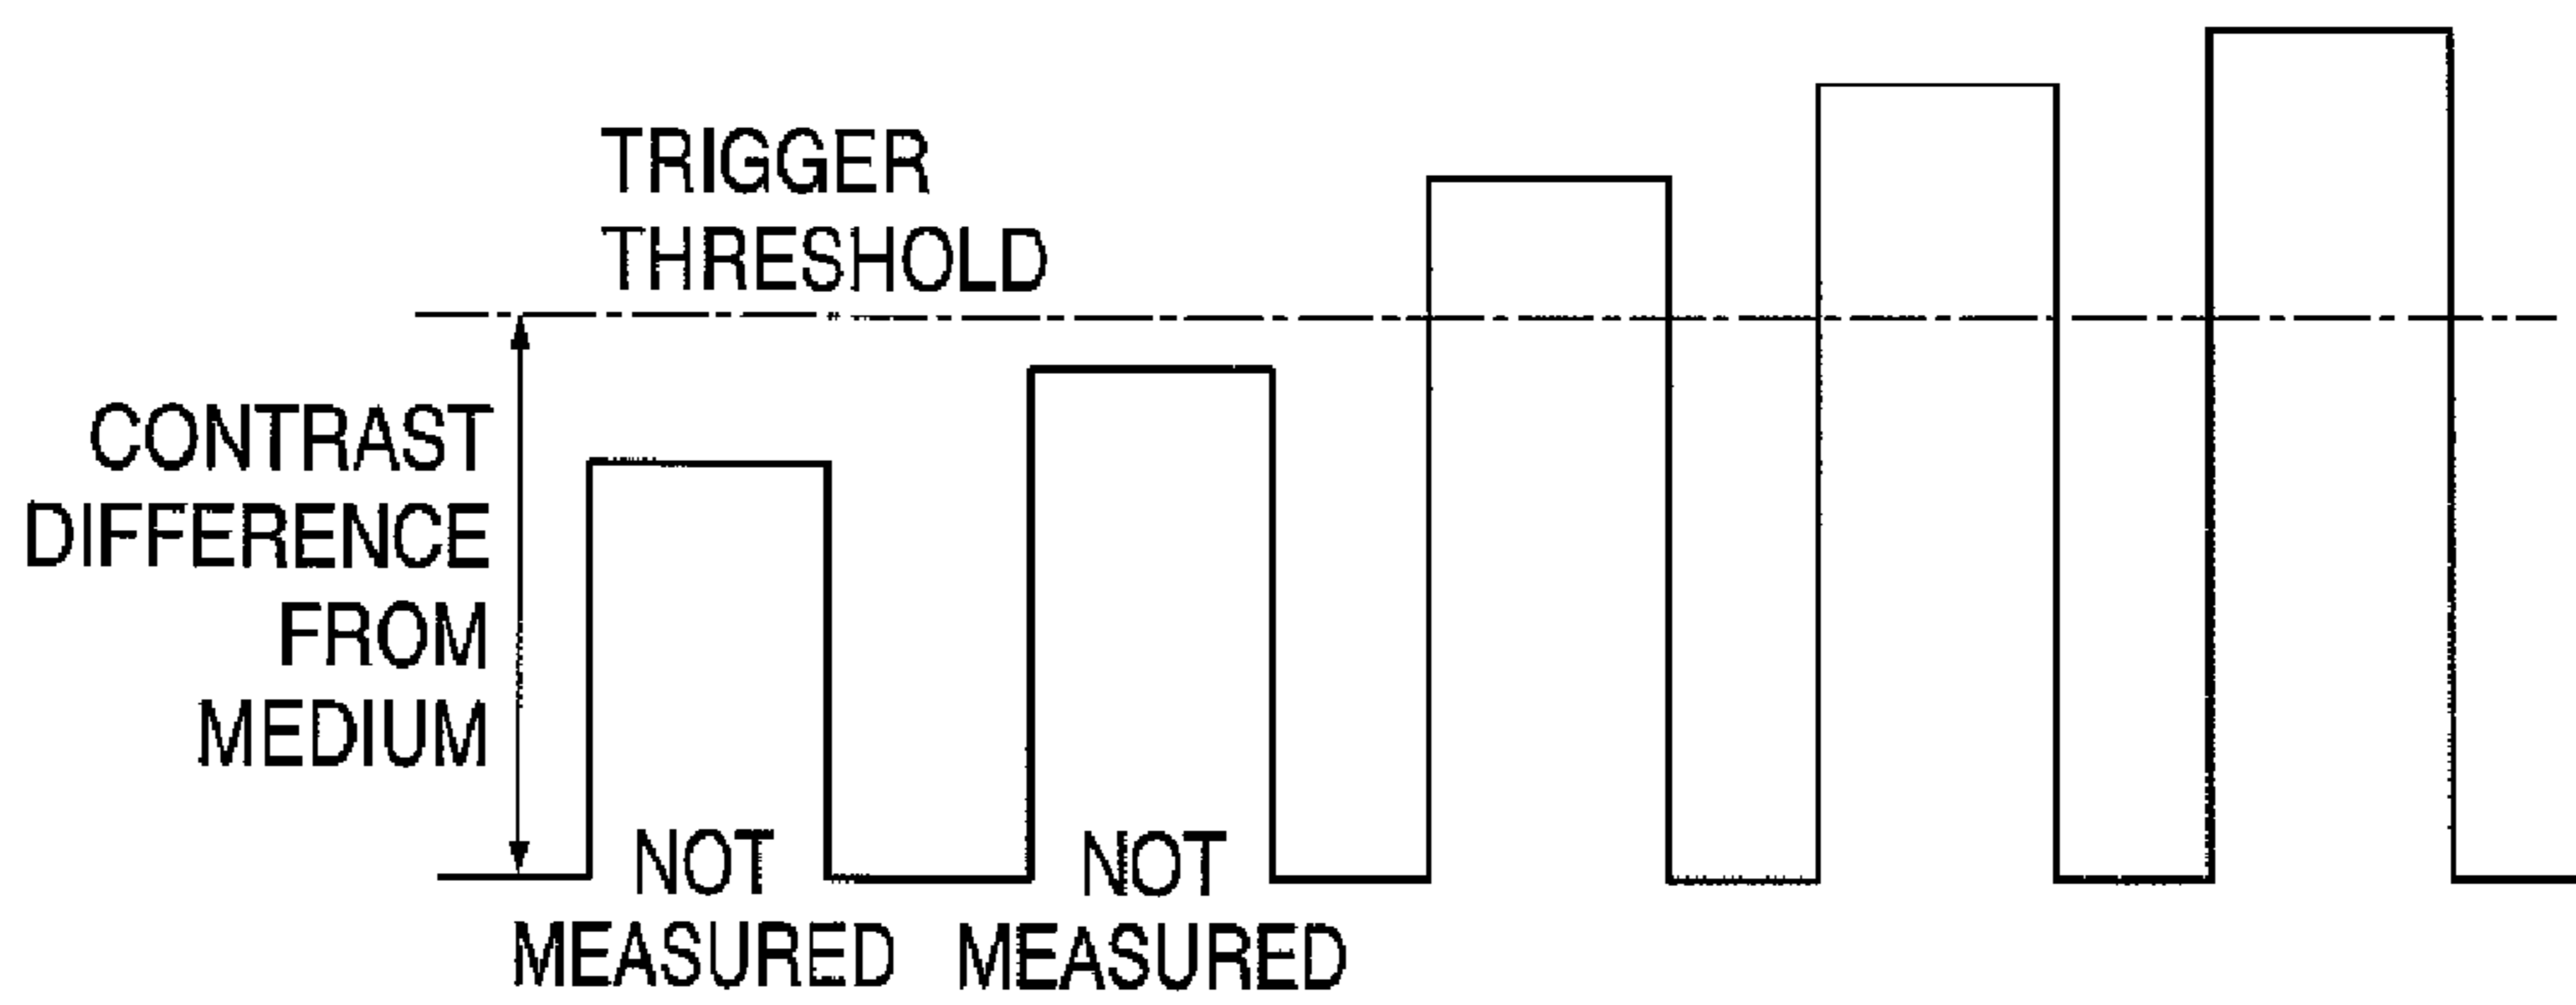 TRIGGER
THRESHOLD
CONTRAST
DIFFERENCE
FROM
MEDIUM
NOT
MEASURED
NOT
MEASURED